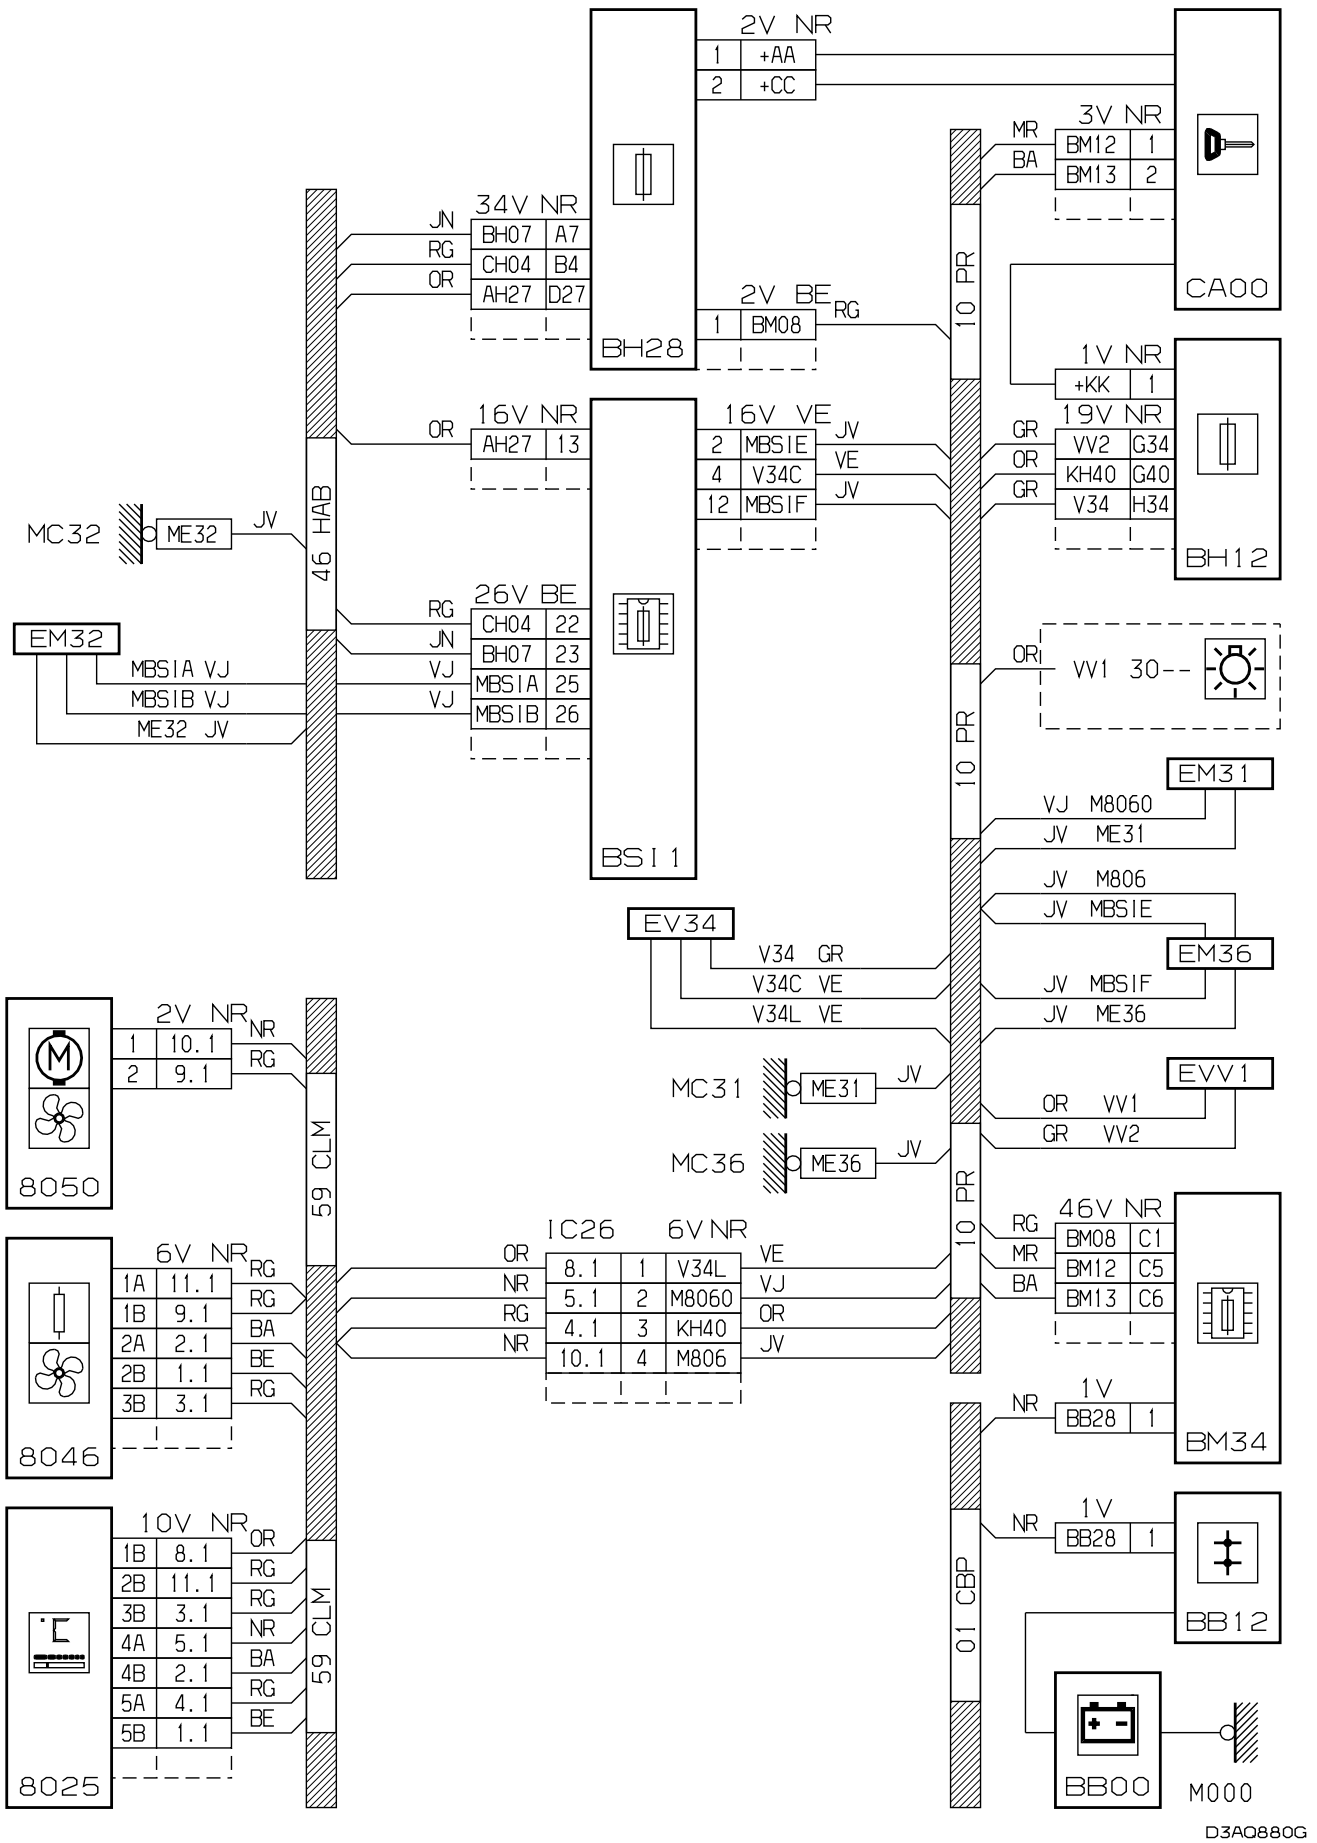 2V NR
1 +AA
2 +CC
3V NR
MR BM12 1
BA BM13 2
CA00
34V NR
JN BH07 A7
RG CH04 B4
OR AH27 D27
2V BE
1 BM08 RG
BH28
10 PR
1V NR
+KK 1
19V NR
GR VV2 G34
OR KH40 G40
GR V34 H34
BH12
16V NR
OR AH27 13
16V VE
2 MBSIE JV
4 V34C VE
12 MBSIF JV
46 HAB
MC32 ME32 JV
26V BE
RG CH04 22
JN BH07 23
VJ MBSIA 25
VJ MBSIB 26
EM32
MBSIA VJ
MBSIB VJ
ME32 JV
BSI1
OR VV1 30--
10 PR
EM31
VJ M8060
JV ME31
JV M806
JV MBSIE
EM36
JV MBSIF
JV ME36
EV34
V34 GR
V34C VE
V34L VE
MC31 ME31 JV
MC36 ME36 JV
EVV1
OR VV1
GR VV2
10 PR
2V NR
1 10.1 NR
2 9.1 RG
8050
59 CLM
6V NR
1A 11.1 RG
1B 9.1 RG
2A 2.1 BA
2B 1.1 BE
3B 3.1 RG
8046
IC26 6V NR
OR 8.1 1 V34L VE
NR 5.1 2 M8060 VJ
RG 4.1 3 KH40 OR
NR 10.1 4 M806 JV
46V NR
RG BM08 C1
MR BM12 C5
BA BM13 C6
1V
NR BB28 1
BM34
10V NR
1B 8.1 OR
2B 11.1 RG
3B 3.1 RG
4A 5.1 NR
4B 2.1 BA
5A 4.1 RG
5B 1.1 BE
°C
8025
59 CLM
01 CBP
1V
NR BB28 1
BB12
+ -
BB00
M000
D3AQ880G